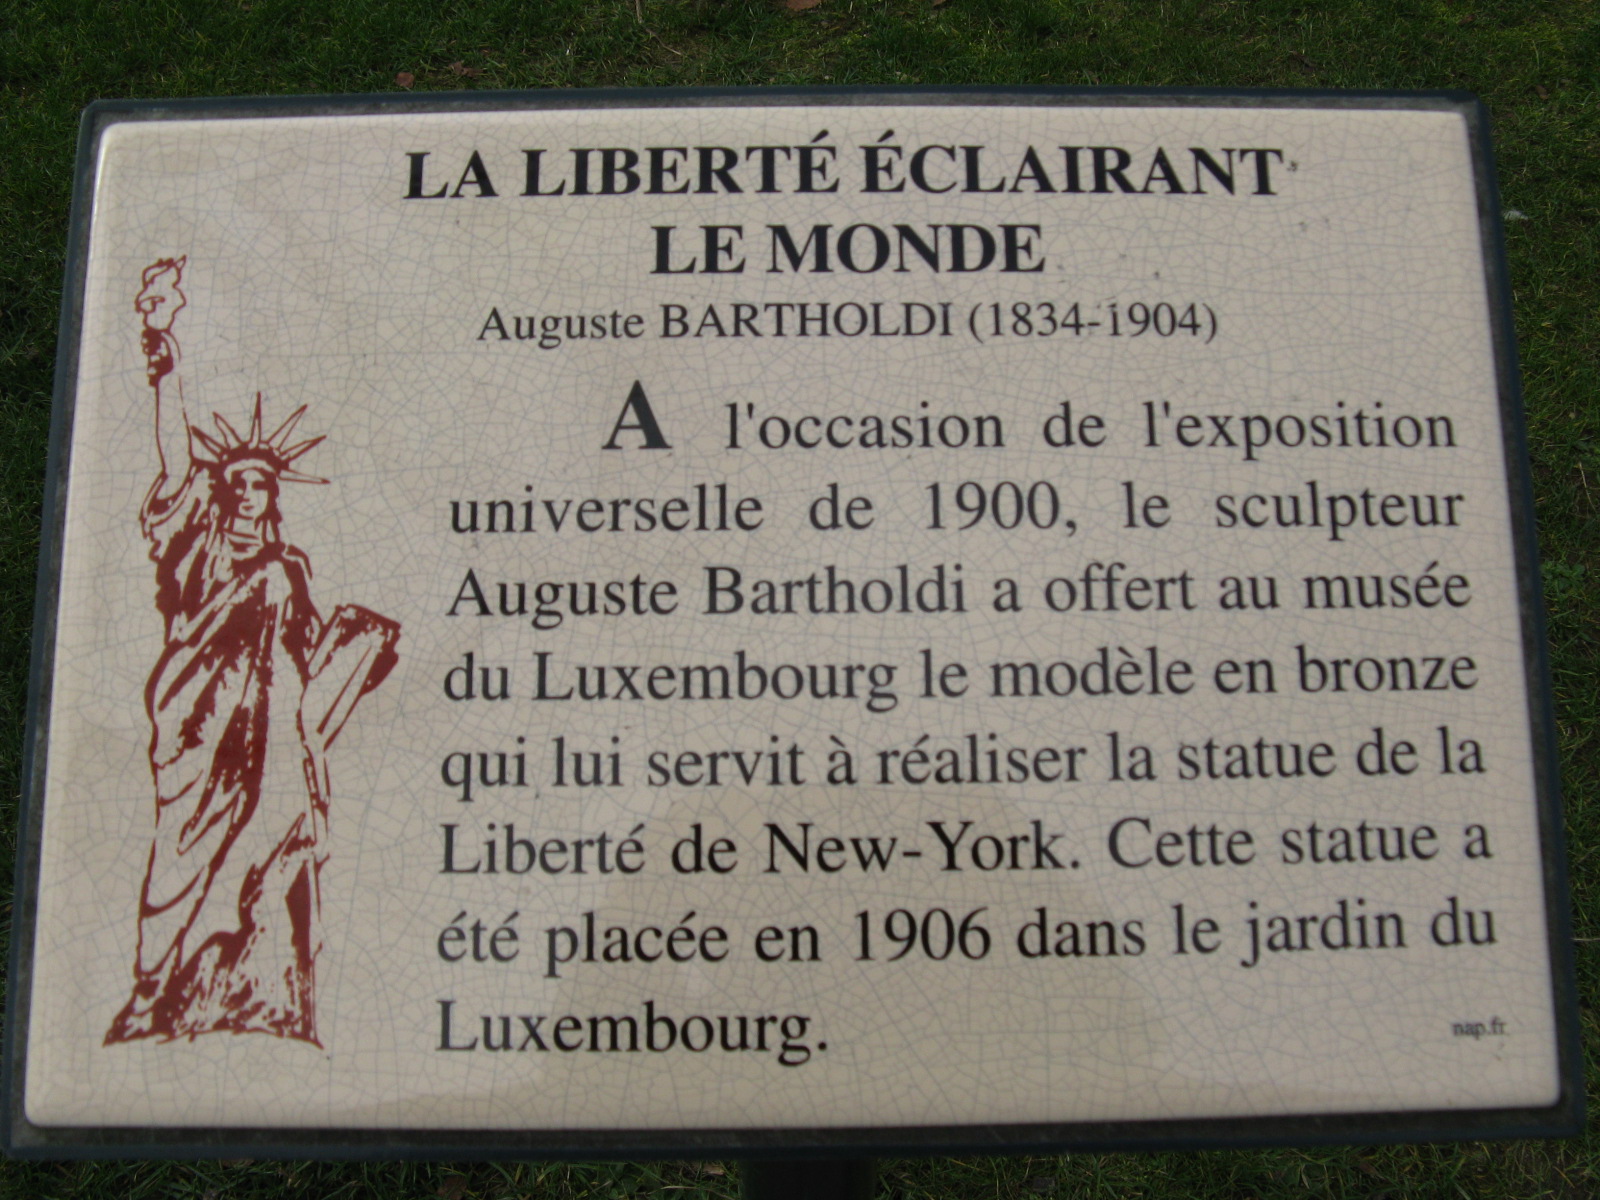 LA LIBERTÉ ÉCLAIRANT
LE MONDE
Auguste BARTHOLDI (1834-1904)
A l'occasion de l'exposition
universelle de 1900, le sculpteur
Auguste Bartholdi a offert au musée
du Luxembourg le modèle en bronze
qui lui servit à réaliser la statue de la
Liberté de New-York. Cette statue a
été placée en 1906 dans le jardin du
Luxembourg.
nap.fr